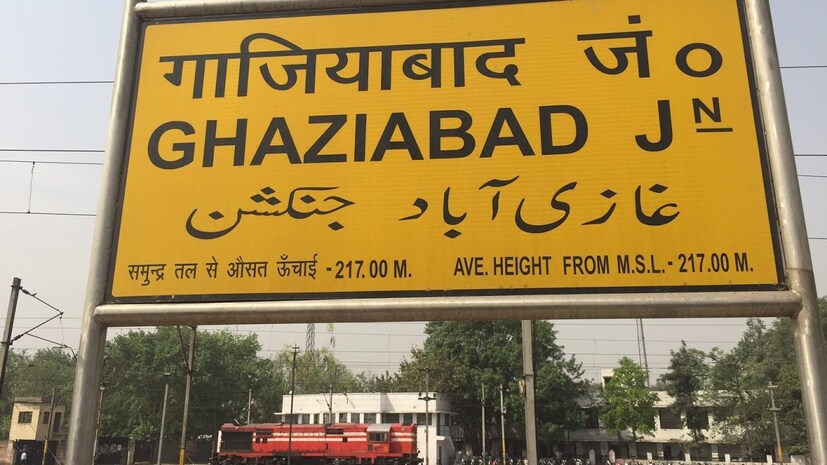 गाजियाबाद जं०
GHAZIABAD JN
غازی آباد جنکشن
समुन्द्र तल से औसत ऊँचाई - 217.00 M. AVE. HEIGHT FROM M.S.L.- 217.00 M.